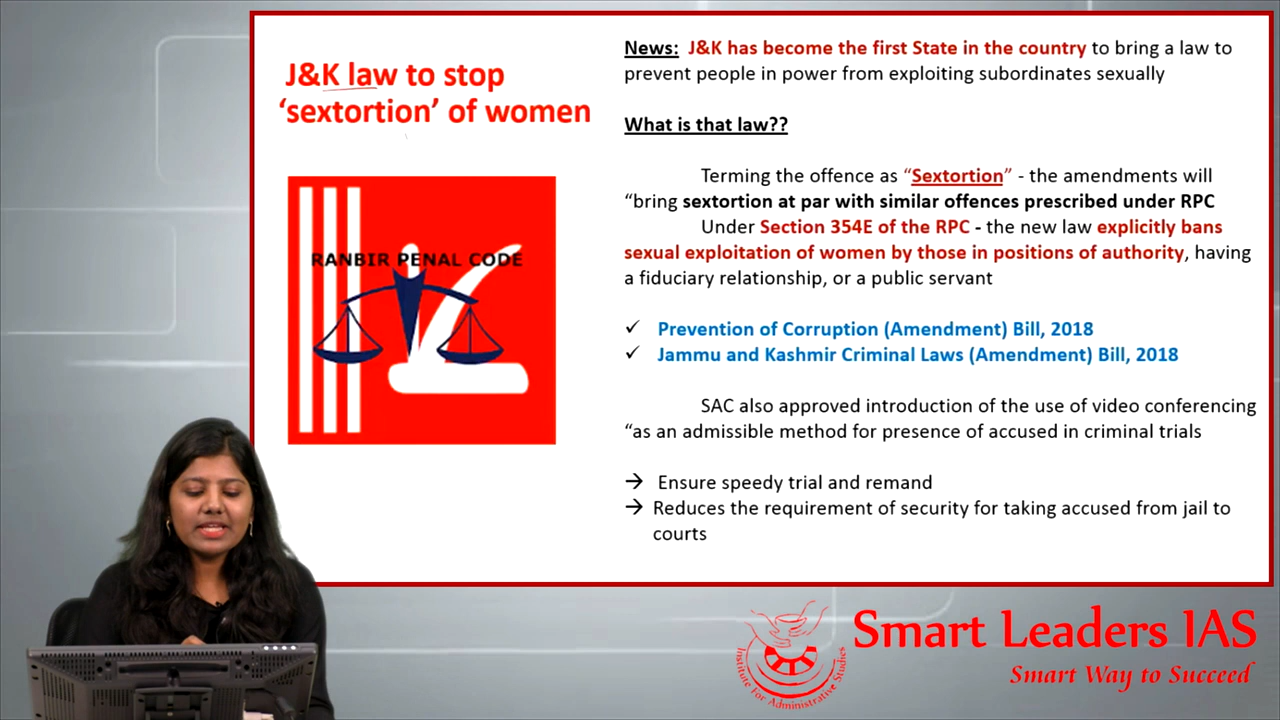 J&K law to stop
‘sextortion’ of women
RANBIR PENAL CODE
News: J&K has become the first State in the country to bring a law to
prevent people in power from exploiting subordinates sexually
What is that law??
Terming the offence as “Sextortion” - the amendments will
“bring sextortion at par with similar offences prescribed under RPC
Under Section 354E of the RPC - the new law explicitly bans
sexual exploitation of women by those in positions of authority, having
a fiduciary relationship, or a public servant
✓ Prevention of Corruption (Amendment) Bill, 2018
✓ Jammu and Kashmir Criminal Laws (Amendment) Bill, 2018
SAC also approved introduction of the use of video conferencing
“as an admissible method for presence of accused in criminal trials
→ Ensure speedy trial and remand
→ Reduces the requirement of security for taking accused from jail to
courts
Institute For Administrative Studies
Smart Leaders IAS
Smart Way to Succeed